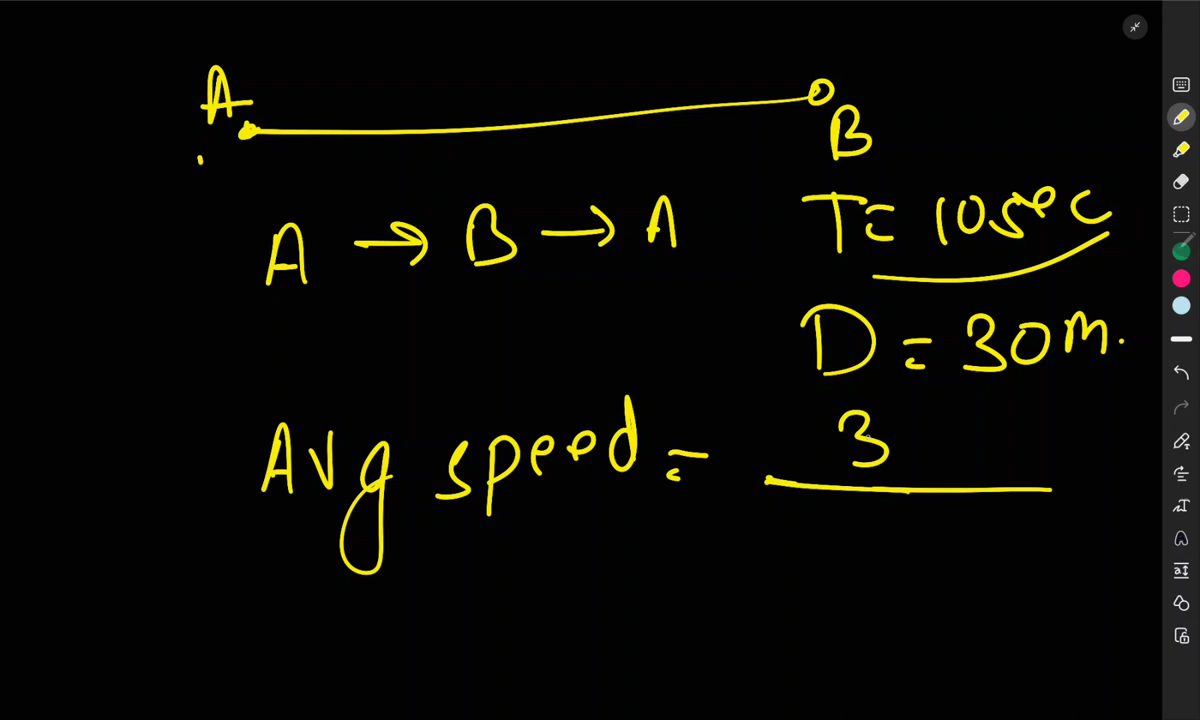 A
B
A → B → A
T = 10 sec
D = 30 m.
Avg speed = 3